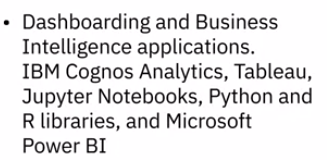 • Dashboarding and Business
Intelligence applications.
IBM Cognos Analytics, Tableau,
Jupyter Notebooks, Python and
R libraries, and Microsoft
Power BI